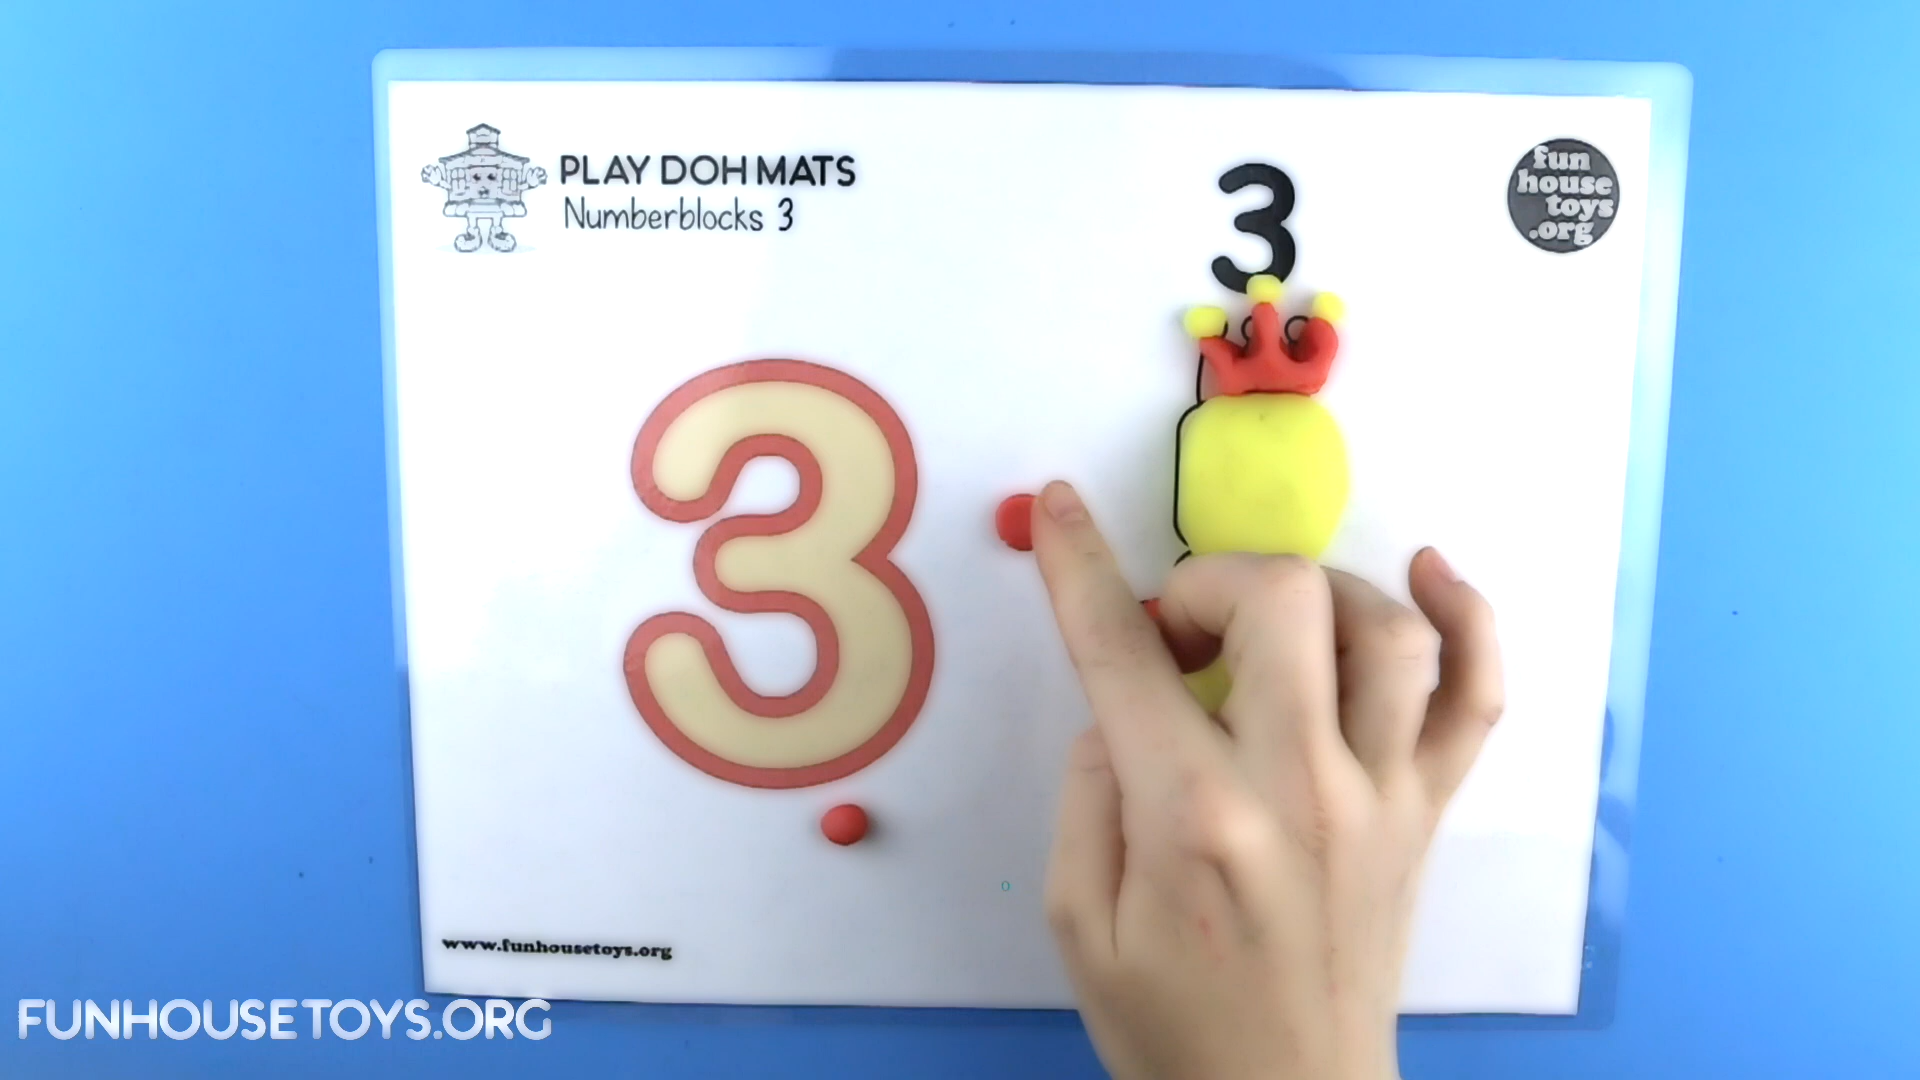 PLAY DOH MATS
Numberblocks 3
3
fun
house
toys
.org
3
www.funhousetoys.org
FUNHOUSETOYS.ORG